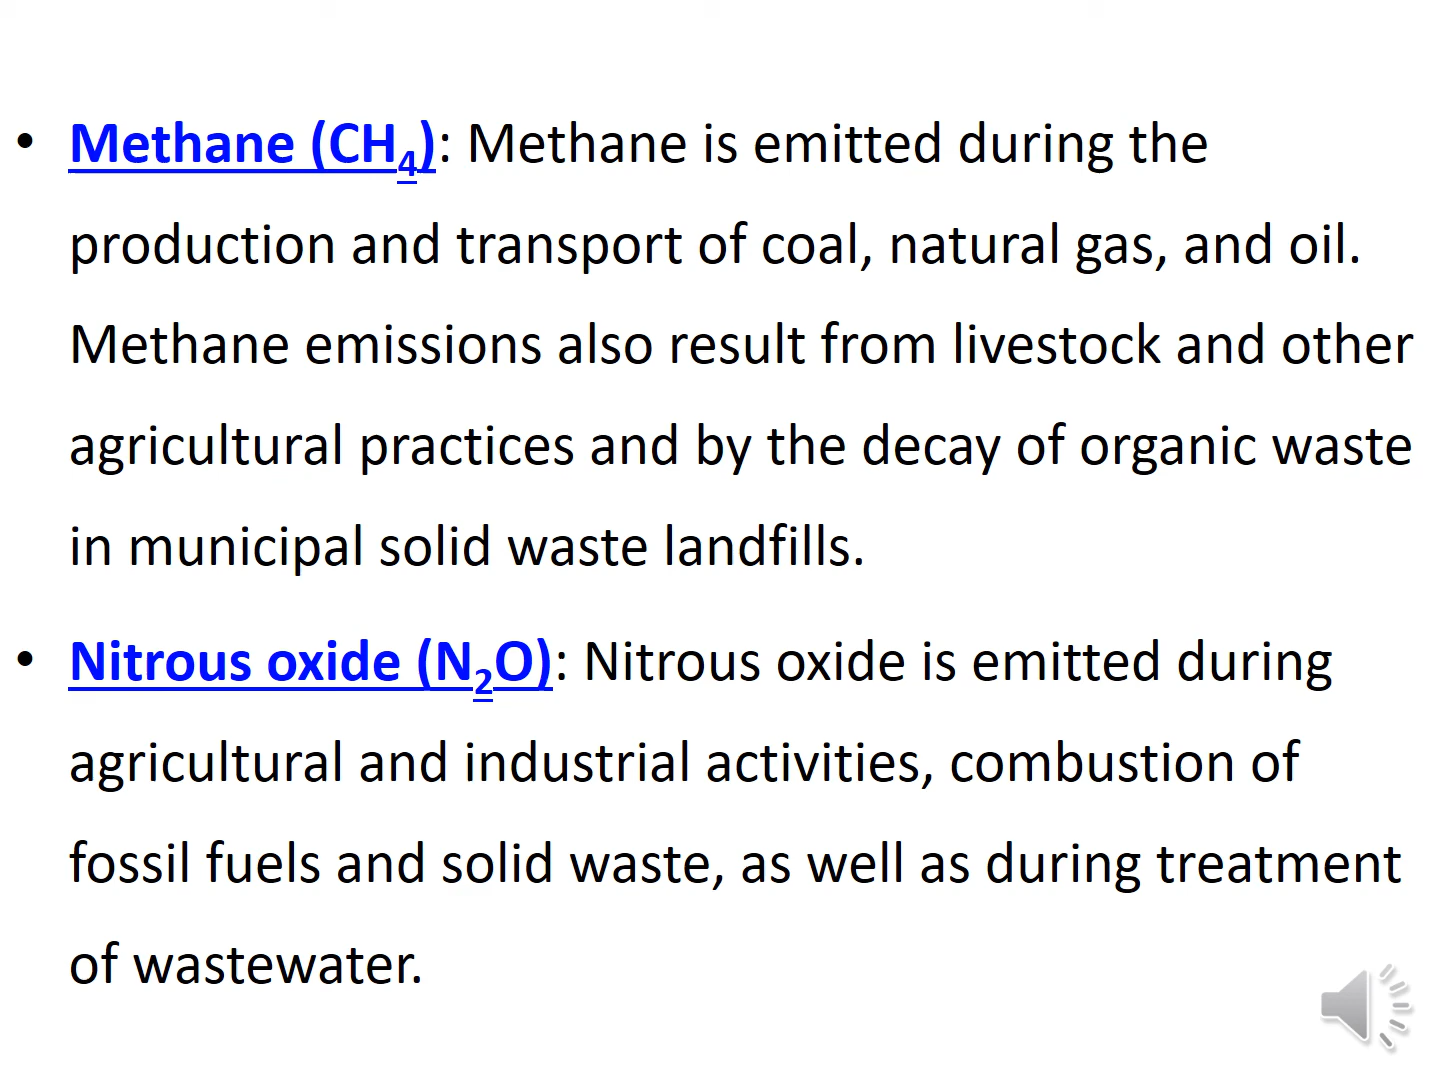 • Methane (CH₄): Methane is emitted during the
production and transport of coal, natural gas, and oil.
Methane emissions also result from livestock and other
agricultural practices and by the decay of organic waste
in municipal solid waste landfills.
• Nitrous oxide (N₂O): Nitrous oxide is emitted during
agricultural and industrial activities, combustion of
fossil fuels and solid waste, as well as during treatment
of wastewater.